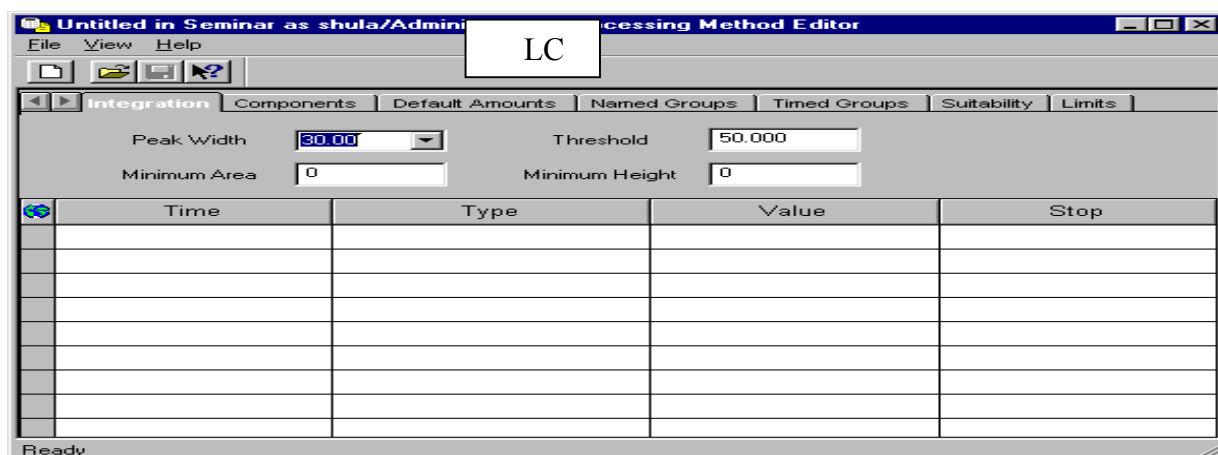 Untitled in Seminar as shula/Admini cessing Method Editor
LC
File View Help
Integration Components Default Amounts Named Groups Timed Groups Suitability Limits
Peak Width 30.00 Threshold 50.000
Minimum Area 0 Minimum Height 0
Time Type Value Stop
Ready